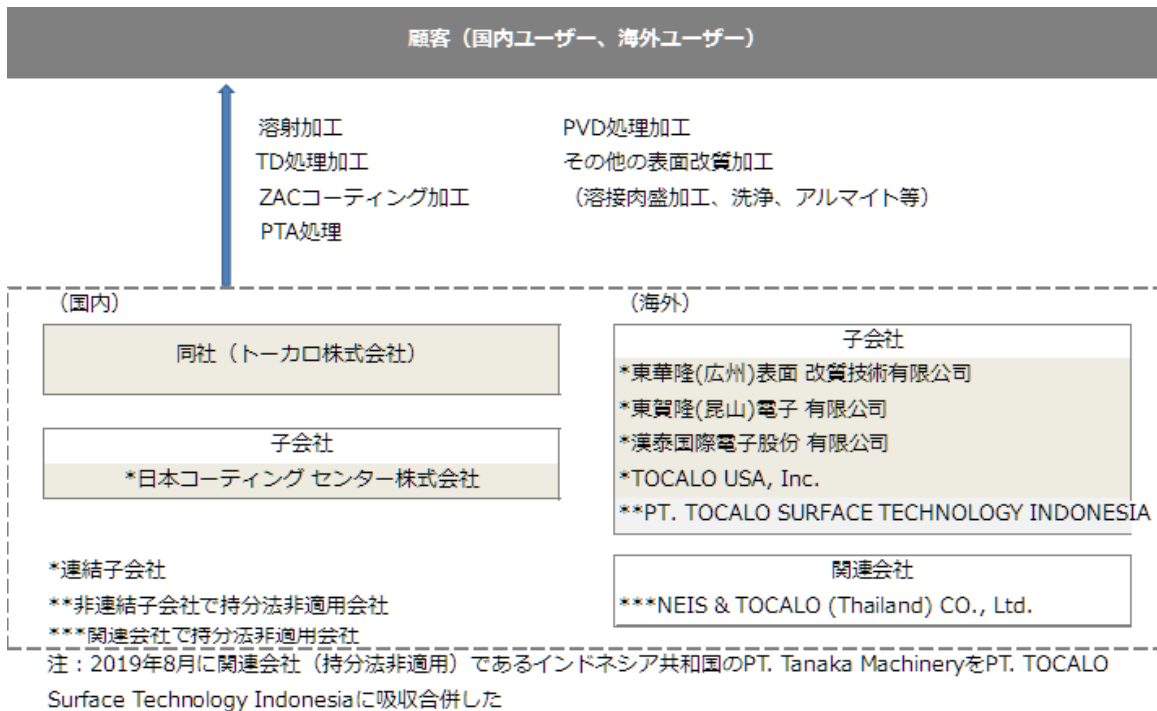 顧客（国内ユーザー、海外ユーザー）
溶射加工
TD処理加工
ZACコーティング加工
PTA処理
PVD処理加工
その他の表面改質加工
（溶接肉盛加工、洗浄、アルマイト等）
（国内）
同社（トーカロ株式会社）
子会社
*日本コーティング センター株式会社
*連結子会社
**非連結子会社で持分法非適用会社
***関連会社で持分法非適用会社
（海外）
子会社
*東華隆(広州)表面 改質技術有限公司
*東賀隆(昆山)電子 有限公司
*漢泰国際電子股份 有限公司
*TOCALO USA, Inc.
**PT. TOCALO SURFACE TECHNOLOGY INDONESIA
関連会社
***NEIS & TOCALO (Thailand) CO., Ltd.
注：2019年8月に関連会社（持分法非適用）であるインドネシア共和国のPT. Tanaka MachineryをPT. TOCALO
Surface Technology Indonesiaに吸収合併した